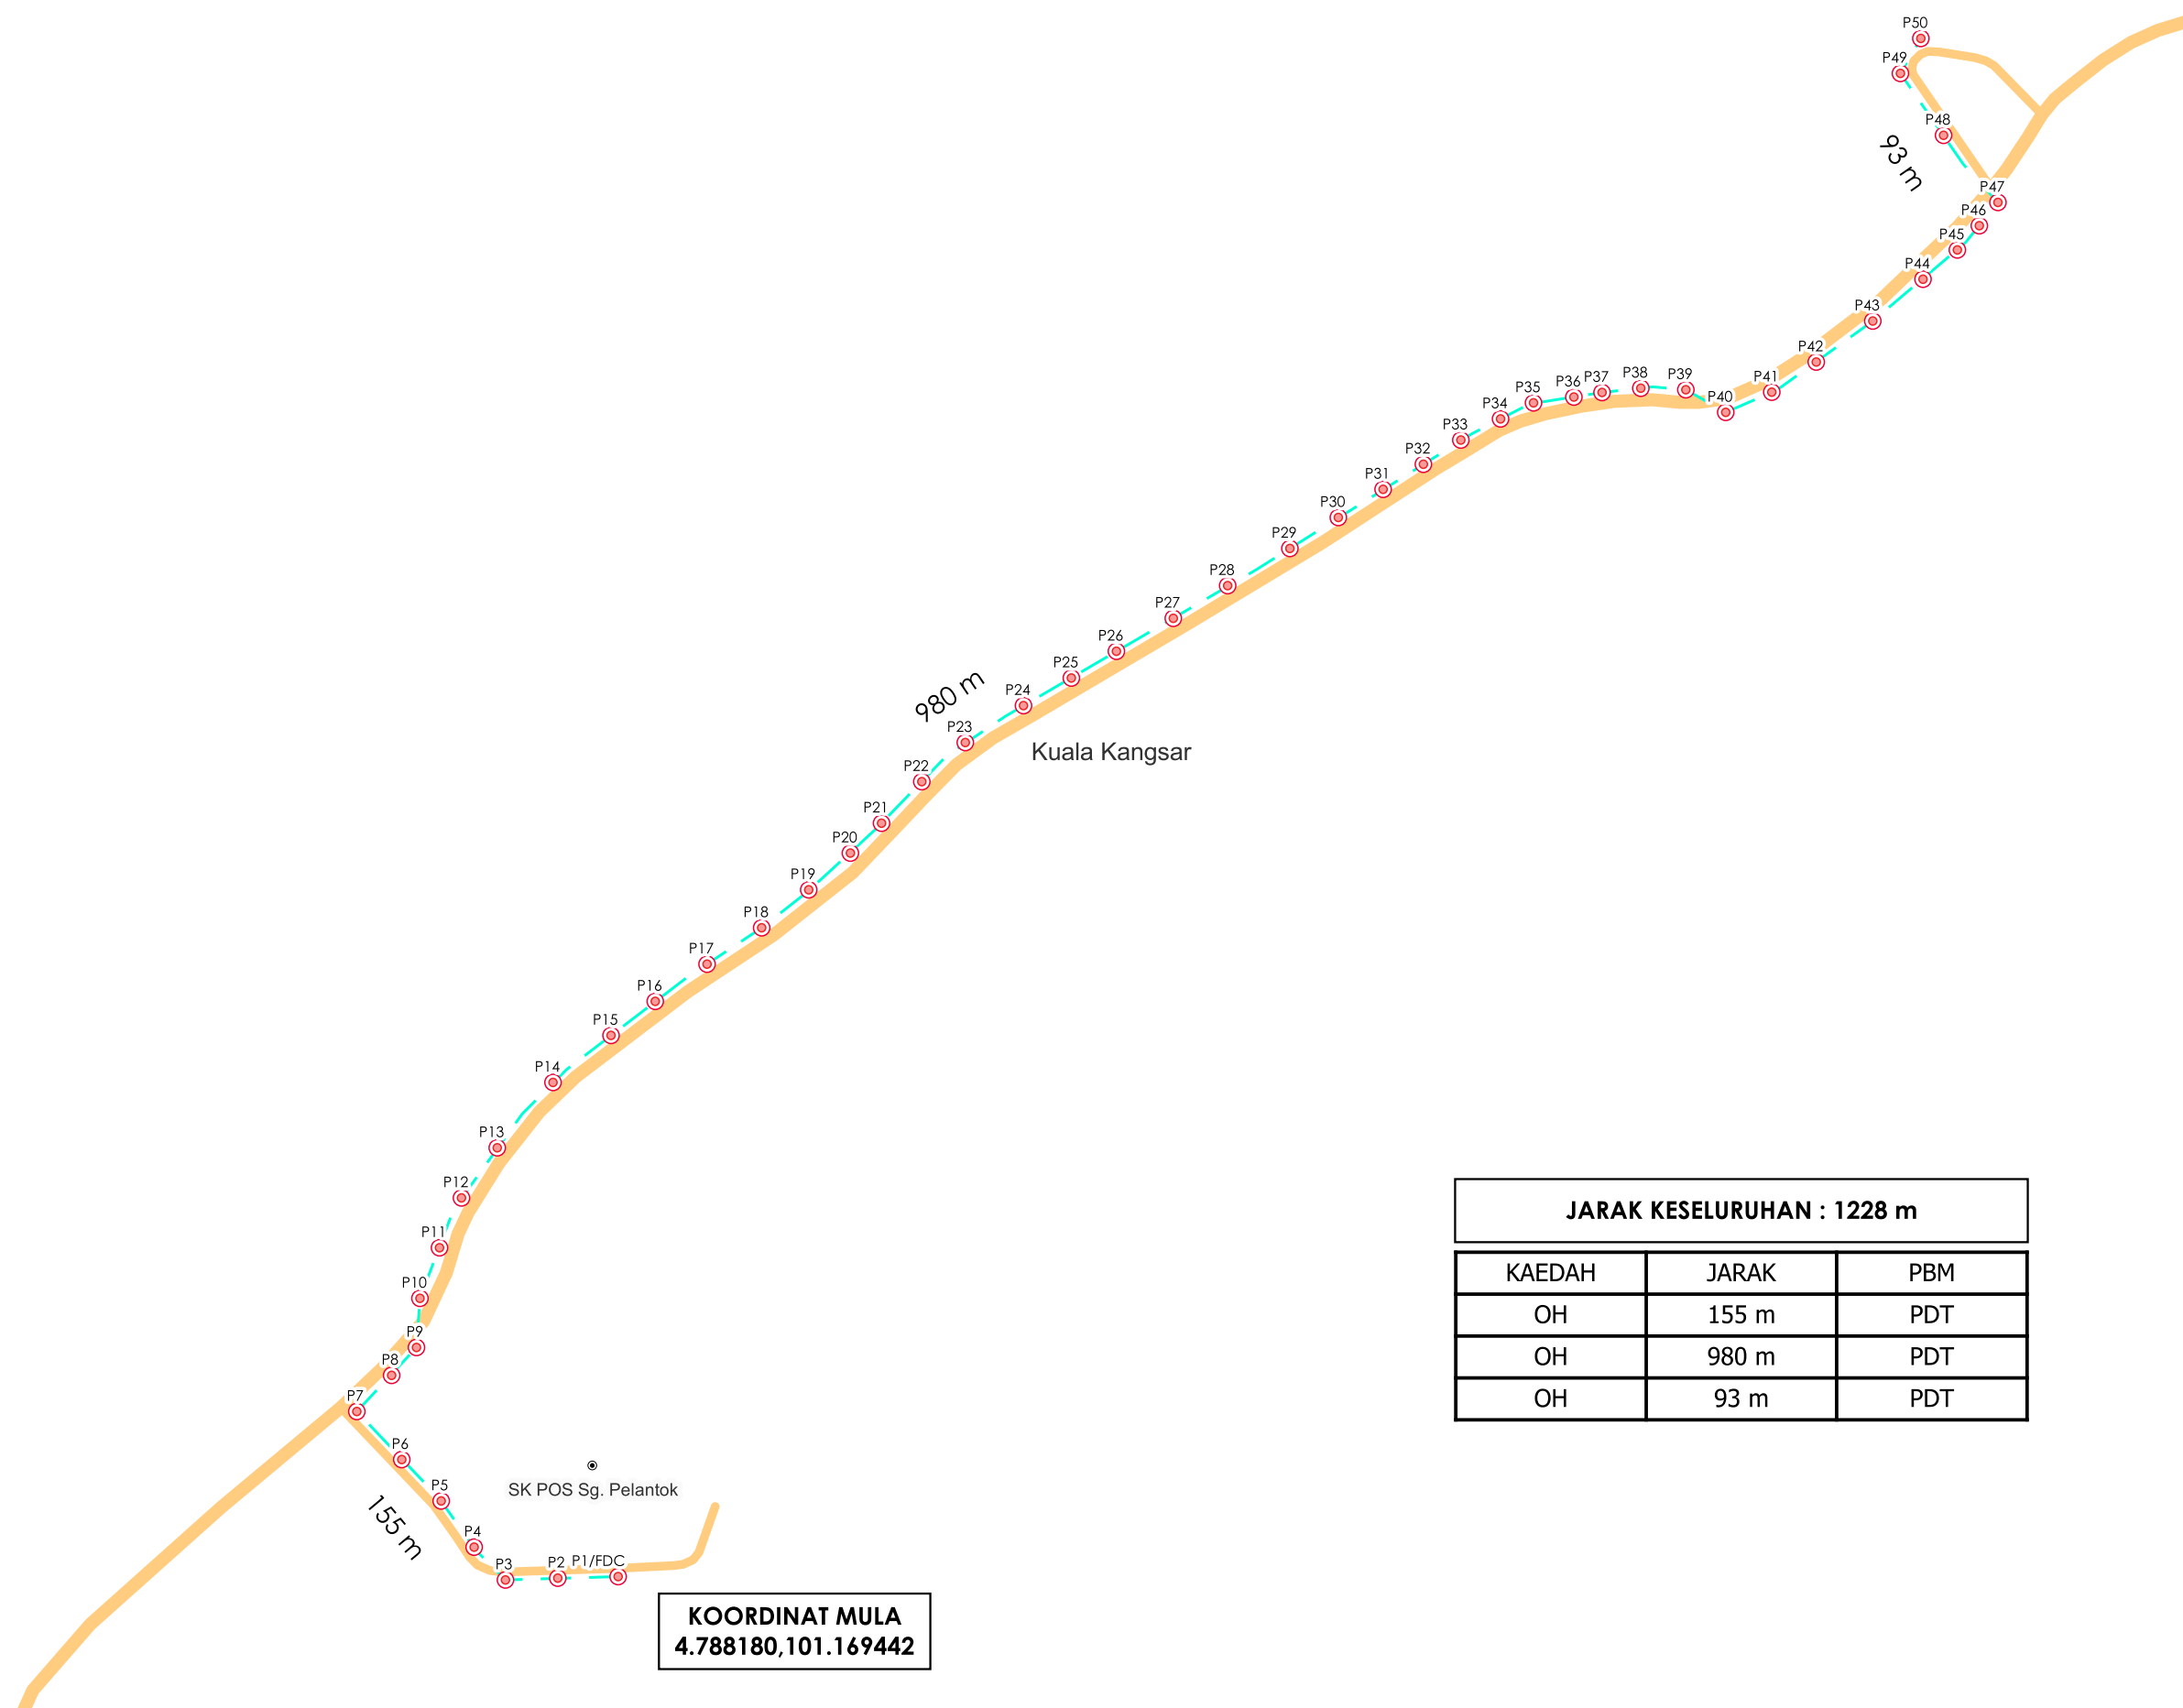 P50
P49
P48
93 m
P47
P46
P45
P44
P43
P42
P41
P40
P39
P38
P37
P36
P35
P34
P33
P32
P31
P30
P29
P28
P27
P26
P25
P24
980 m
P23
Kuala Kangsar
P22
P21
P20
P19
P18
P17
P16
P15
P14
P13
P12
P11
P10
P9
P8
P7
P6
P5
SK POS Sg. Pelantok
155 m
P4
P3
P2
P1/FDC
KOORDINAT MULA
4.788180,101.169442
JARAK KESELURUHAN : 1228 m
KAEDAH JARAK PBM
OH 155 m PDT
OH 980 m PDT
OH 93 m PDT